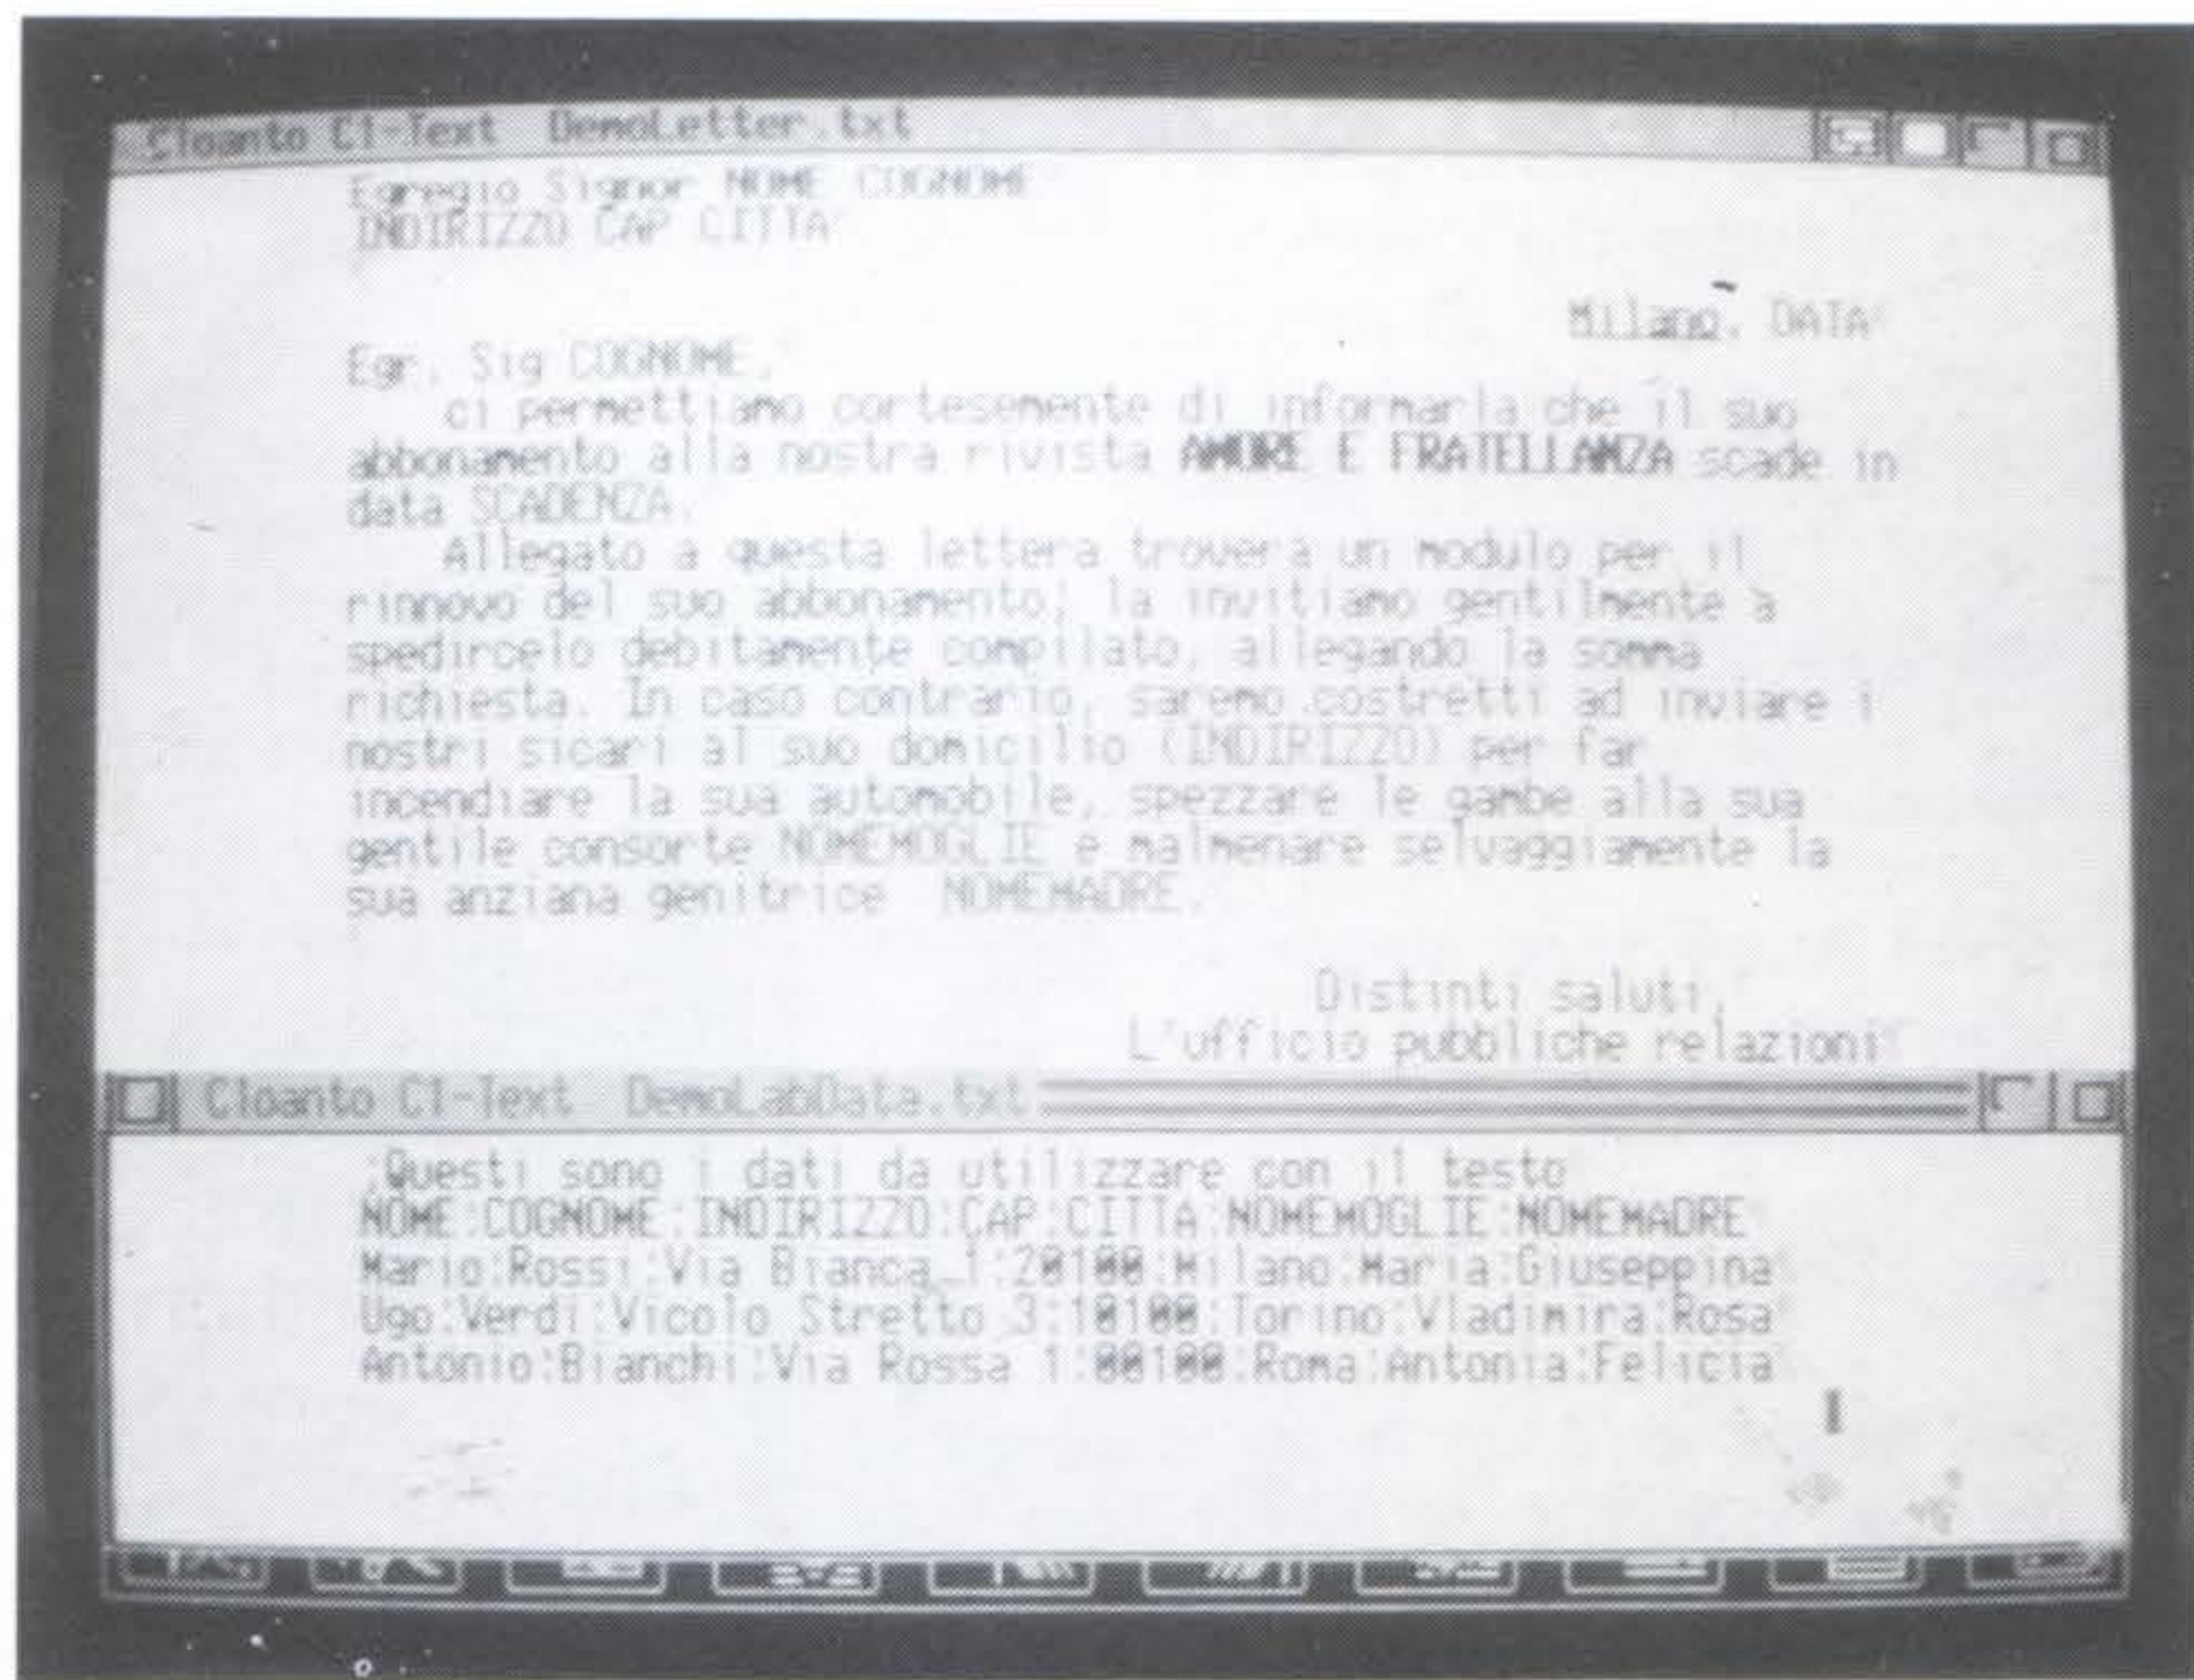 Cloanto C1-Text DemoLetter.txt
Egregio Signor NOME COGNOME
INDIRIZZO CAP CITTA
Milano, DATA
Egr. Sig COGNOME,
ci permettiamo cortesemente di informarla che il suo
abbonamento alla nostra rivista AMORE E FRATELLANZA scade in
data SCADENZA.
Allegato a questa lettera troverà un modulo per il
rinnovo del suo abbonamento; la invitiamo gentilmente a
spedircelo debitamente compilato, allegando la somma
richiesta. In caso contrario, saremo costretti ad inviare i
nostri sicari al suo domicilio (INDIRIZZO) per far
incendiare la sua automobile, spezzare le gambe alla sua
gentile consorte NOMEMOGLIE e malmenare selvaggiamente la
sua anziana genitrice NOMEMADRE.
Distinti saluti,
L'ufficio pubbliche relazioni
Cloanto C1-Text DemoLabData.txt
;Questi sono i dati da utilizzare con il testo
NOME:COGNOME:INDIRIZZO:CAP:CITTA:NOMEMOGLIE:NOMEMADRE
Mario:Rossi:Via Bianca 1:20100:Milano:Maria:Giuseppina
Ugo:Verdi:Vicolo Stretto 3:10100:Torino:Vladimira:Rosa
Antonio:Bianchi:Via Rossa 1:00100:Roma:Antonia:Felicia